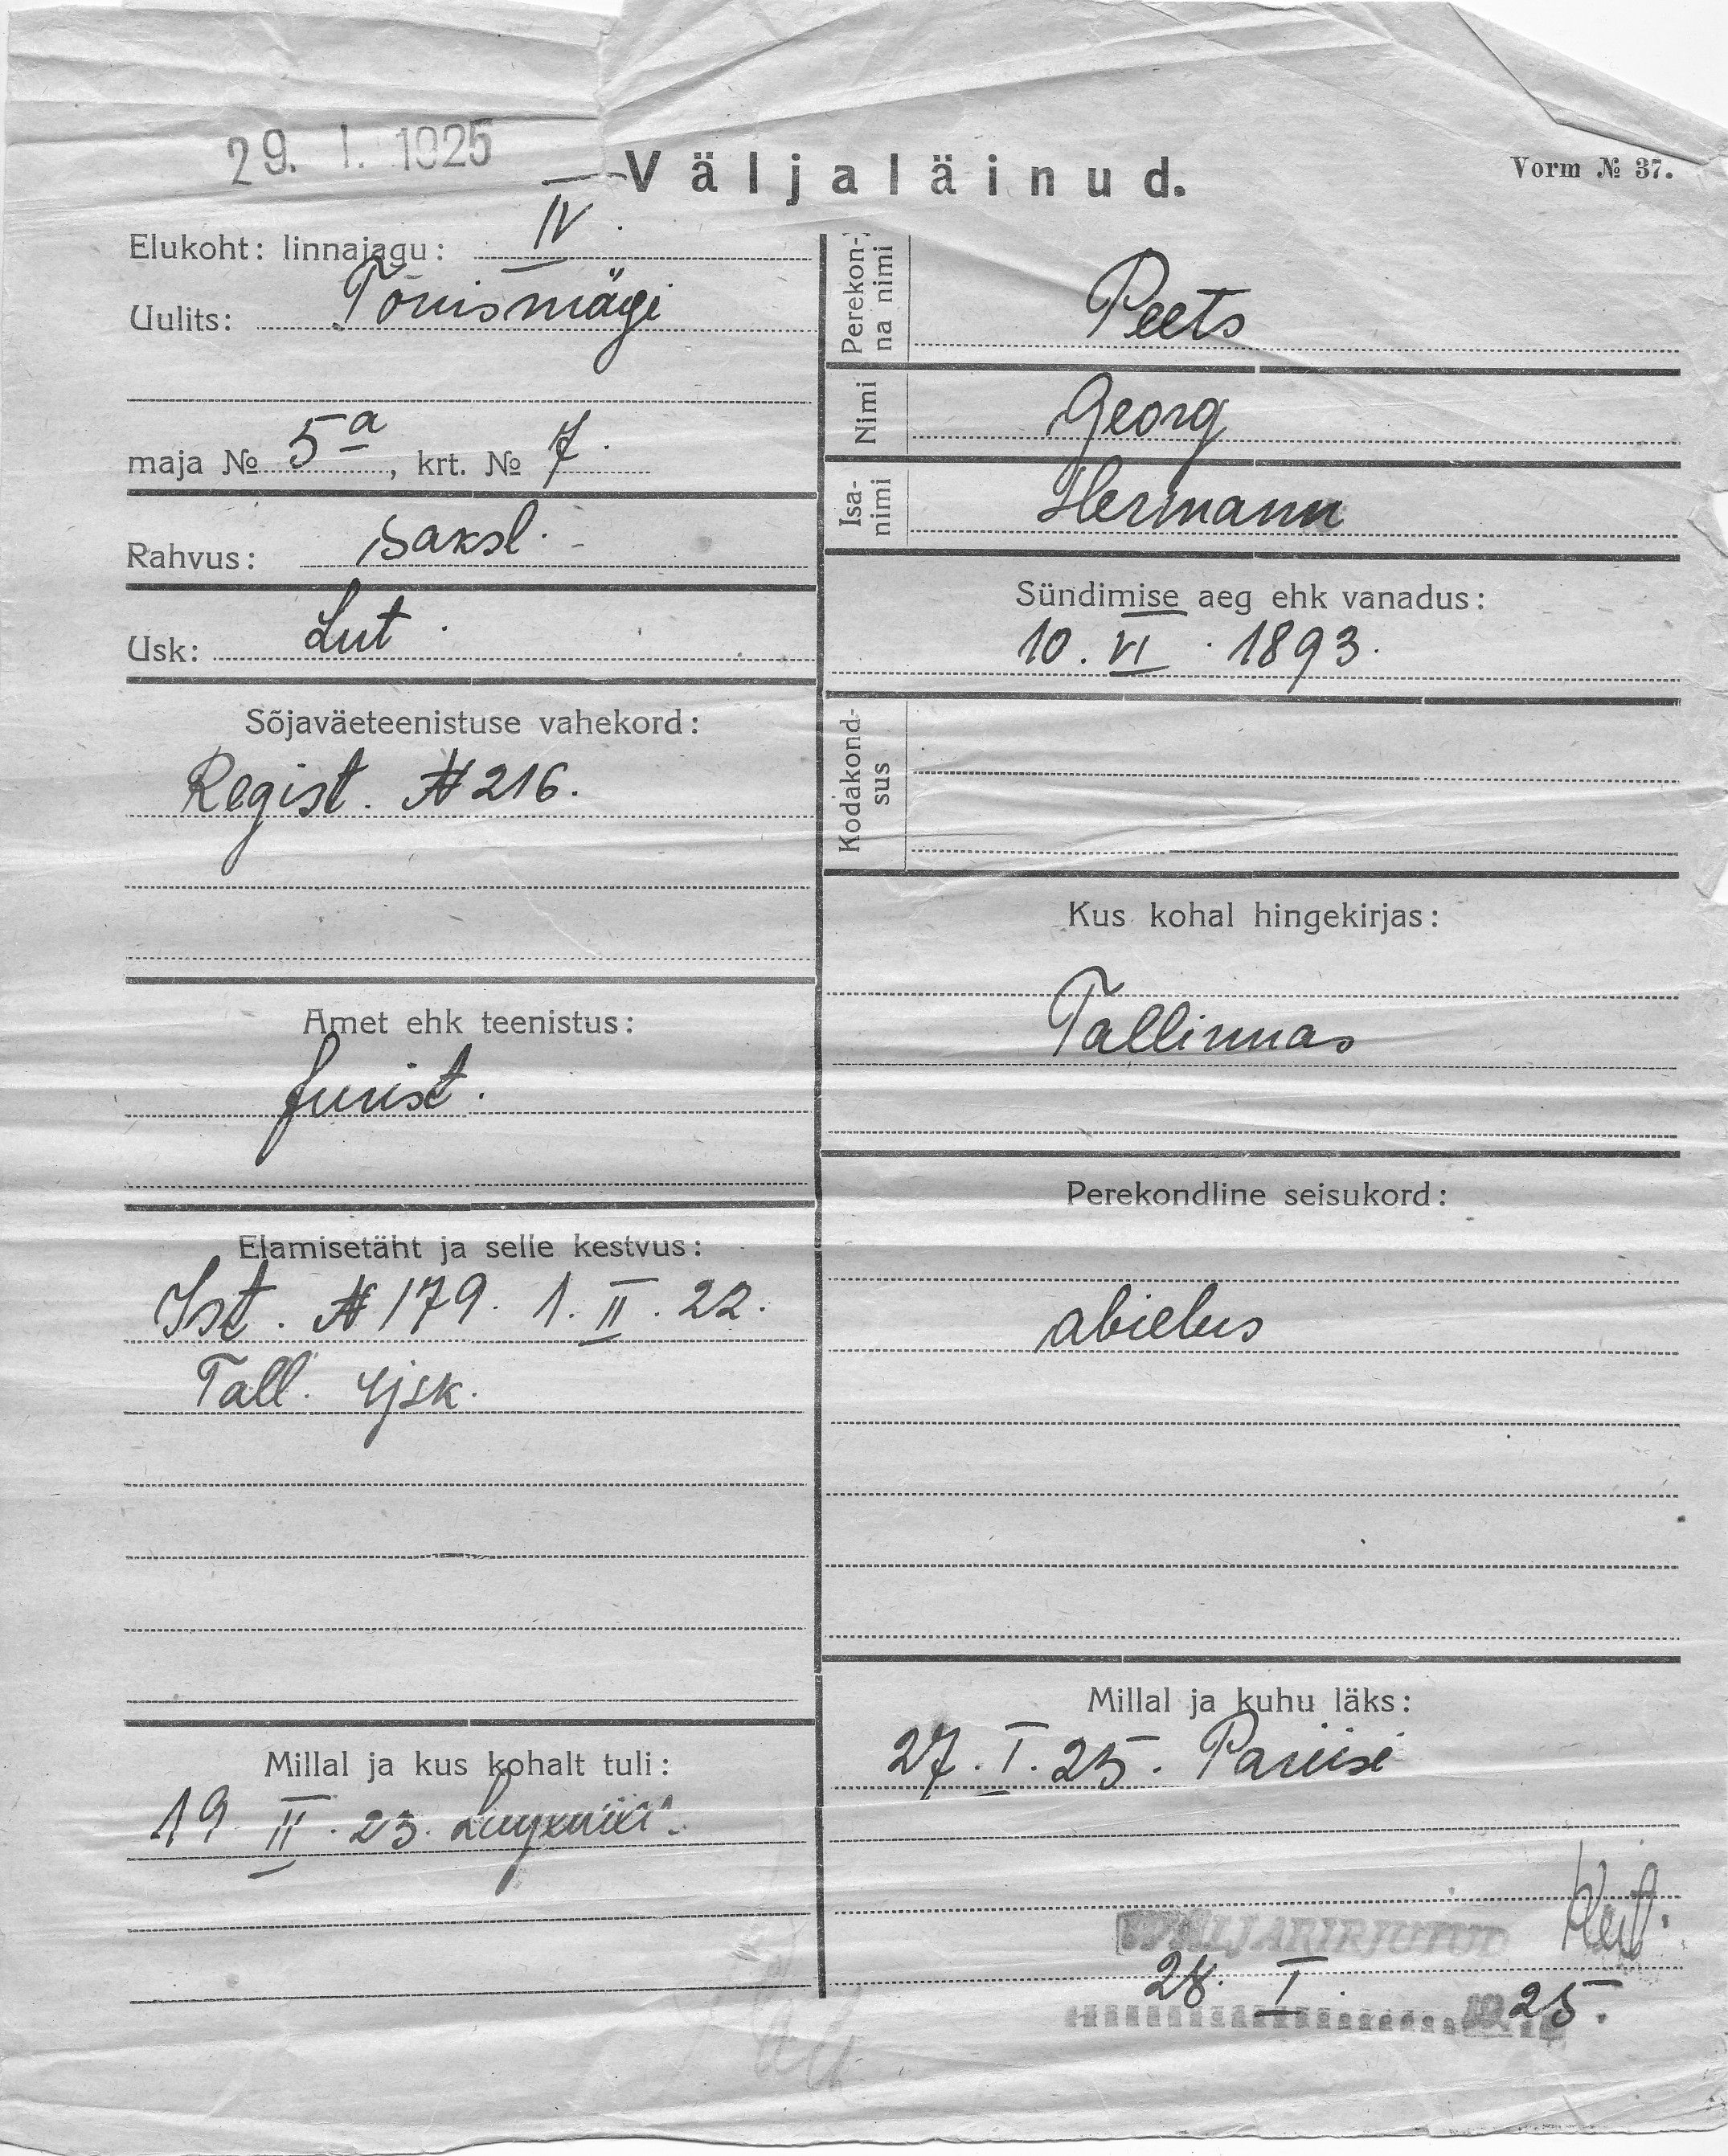 29. I. 1925
Väljaläinud.
Vorm № 37.
Elukoht: linnajagu: IV.
Uulits: Tõnismägi
maja № 5a, krt. № 7.
Rahvus: saksl.
Usk: Lut.
Sõjaväeteenistuse vahekord:
Regist. № 216.
Amet ehk teenistus:
jurist.
Elamisetäht ja selle kestvus:
Ist. № 179. 1. II. 22.
Tall. 4jsk.
Millal ja kus kohalt tuli:
19. II. 23.
Perekonna nimi
Peets
Nimi
Georg
Isanimi
Hermann
Sündimise aeg ehk vanadus:
10. VI. 1893.
Kodakondsus
Kus kohal hingekirjas:
Tallinnas
Perekondline seisukord:
abielus
Millal ja kuhu läks:
27. I. 25. Pariisi
28. I. 1925.